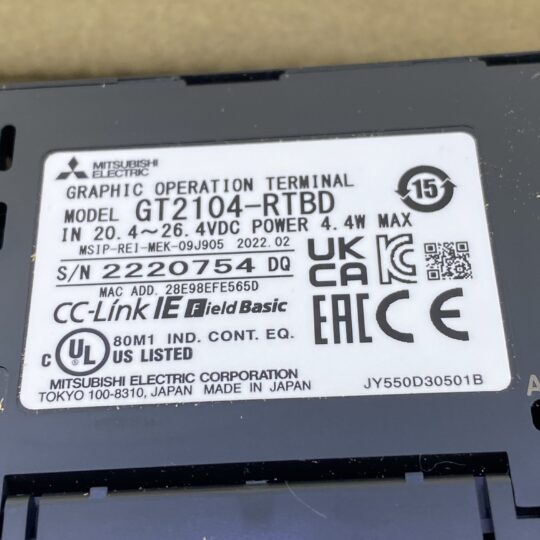 MITSUBISHI
ELECTRIC
GRAPHIC OPERATION TERMINAL
MODEL GT2104-RTBD
IN 20.4~26.4VDC POWER 4.4W MAX
MSIP-REI-MEK-09J905 2022.02
S/N 2220754 DQ
MAC ADD. 28E98EFE565D
CC-Link IE Field Basic
15
UK
CA
EAC CE
C UL US LISTED
80M1 IND. CONT. EQ.
MITSUBISHI ELECTRIC CORPORATION
TOKYO 100-8310, JAPAN MADE IN JAPAN
JY550D30501B
A